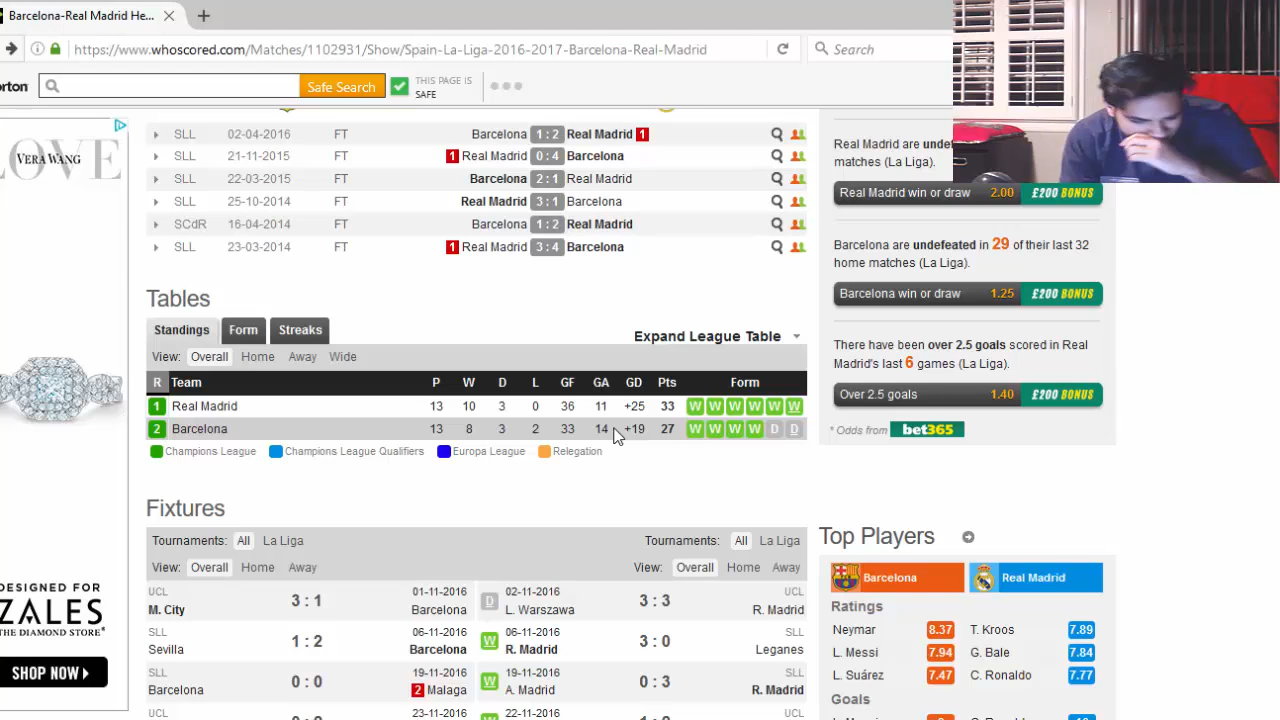 Barcelona-Real Madrid He...
https://www.whoscored.com/Matches/1102931/Show/Spain-La-Liga-2016-2017-Barcelona-Real-Madrid
Search
orton
Safe Search
THIS PAGE IS
SAFE
VERA WANG
LOVE
DESIGNED FOR
ZALES
THE DIAMOND STORE®
SHOP NOW
SLL 02-04-2016 FT Barcelona 1:2 Real Madrid 1
SLL 21-11-2015 FT 1 Real Madrid 0:4 Barcelona
SLL 22-03-2015 FT Barcelona 2:1 Real Madrid
SLL 25-10-2014 FT Real Madrid 3:1 Barcelona
SCdR 16-04-2014 FT Barcelona 1:2 Real Madrid
SLL 23-03-2014 FT 1 Real Madrid 3:4 Barcelona
Tables
Standings Form Streaks
Expand League Table
View: Overall Home Away Wide
R Team P W D L GF GA GD Pts Form
1 Real Madrid 13 10 3 0 36 11 +25 33 W W W W W W
2 Barcelona 13 8 3 2 33 14 +19 27 W W W W D D
Champions League Champions League Qualifiers Europa League Relegation
Fixtures
Tournaments: All La Liga Tournaments: All La Liga
View: Overall Home Away View: Overall Home Away
UCL 01-11-2016 02-11-2016 UCL
M. City 3 : 1 Barcelona D L. Warszawa 3 : 3 R. Madrid
SLL 06-11-2016 06-11-2016 SLL
Sevilla 1 : 2 Barcelona W R. Madrid 3 : 0 Leganes
SLL 19-11-2016 19-11-2016 SLL
Barcelona 0 : 0 2 Malaga W A. Madrid 0 : 3 R. Madrid
UCL 23-11-2016 22-11-2016 UCL
Real Madrid are undef
matches (La Liga).
Real Madrid win or draw 2.00 £200 BONUS
Barcelona are undefeated in 29 of their last 32
home matches (La Liga).
Barcelona win or draw 1.25 £200 BONUS
There have been over 2.5 goals scored in Real
Madrid's last 6 games (La Liga).
Over 2.5 goals 1.40 £200 BONUS
* Odds from bet365
Top Players
Barcelona Real Madrid
Ratings
Neymar 8.37 T. Kroos 7.89
L. Messi 7.94 G. Bale 7.84
L. Suárez 7.47 C. Ronaldo 7.77
Goals